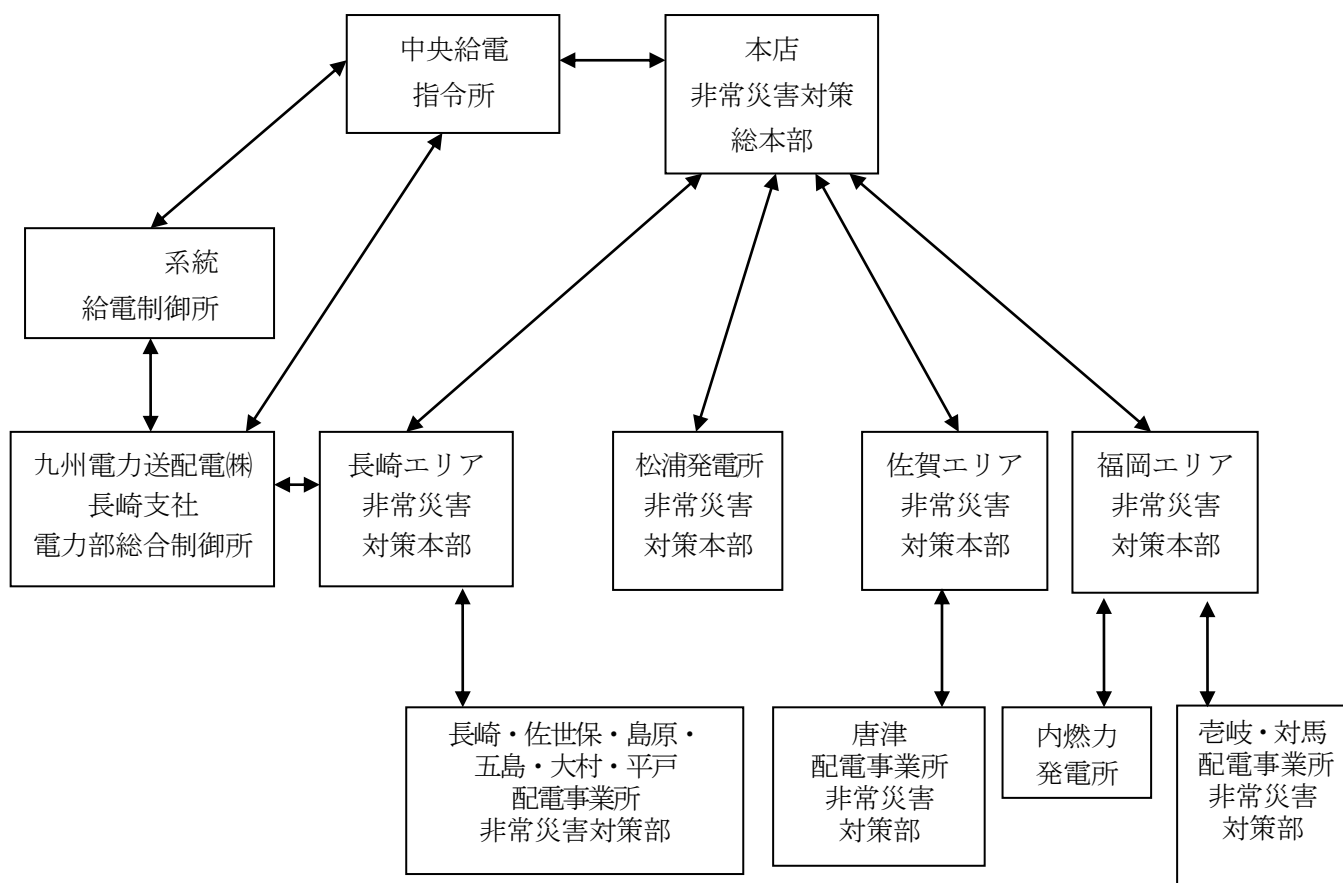 中央給電
指令所
本店
非常災害対策
総本部
系統
給電制御所
九州電力送配電㈱
長崎支社
電力部総合制御所
長崎エリア
非常災害
対策本部
松浦発電所
非常災害
対策本部
佐賀エリア
非常災害
対策本部
福岡エリア
非常災害
対策本部
長崎・佐世保・島原・
五島・大村・平戸
配電事業所
非常災害対策部
唐津
配電事業所
非常災害
対策部
内燃力
発電所
壱岐・対馬
配電事業所
非常災害
対策部